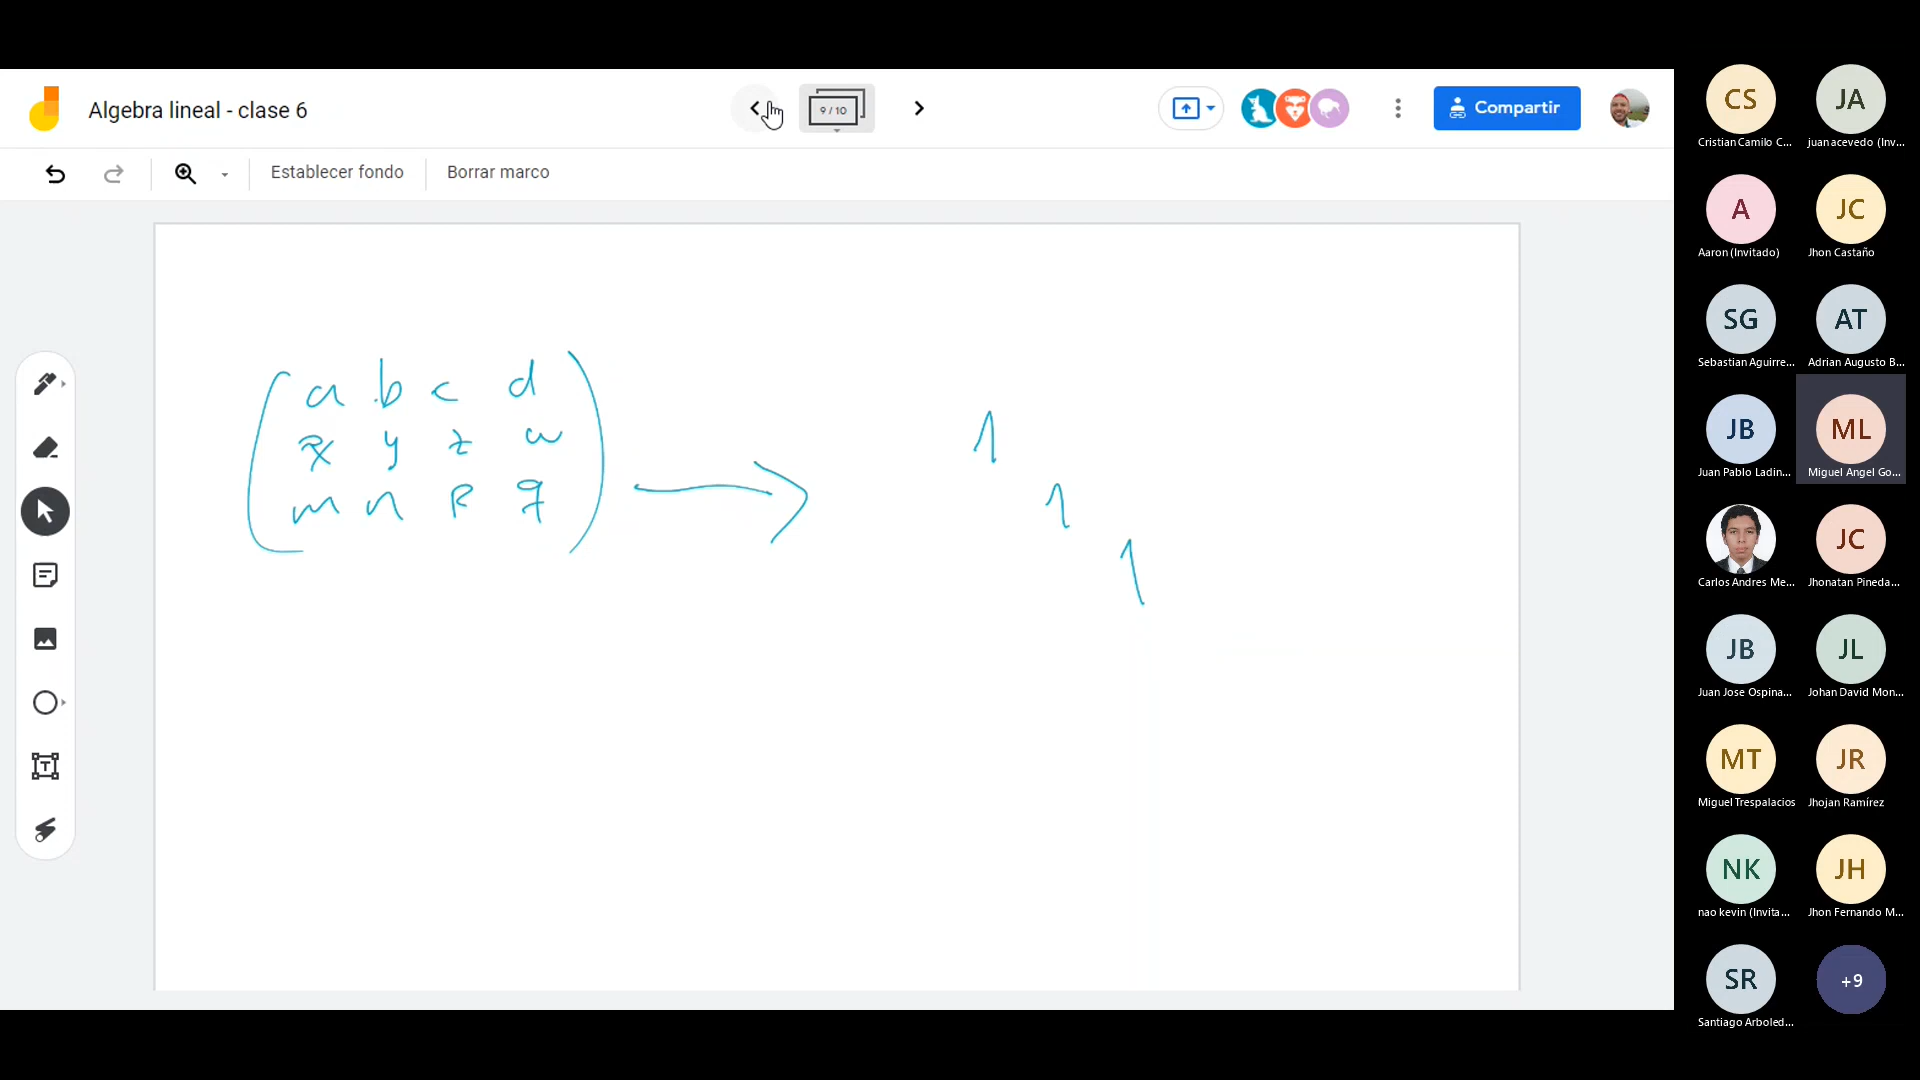 Algebra lineal - clase 6
9 / 10
Compartir
Establecer fondo
Borrar marco
a b c d
x y z w
m n p q
1
1
1
T
CS
Cristian Camilo C...
JA
juan acevedo (Inv...
A
Aaron (Invitado)
JC
Jhon Castaño
SG
Sebastian Aguirre...
AT
Adrian Augusto B...
JB
Juan Pablo Ladin...
ML
Miguel Angel Go...
Carlos Andres Me...
JC
Jhonatan Pineda...
JB
Juan Jose Ospina...
JL
Johan David Mon...
MT
Miguel Trespalacios
JR
Jhojan Ramírez
NK
nao kevin (Invita...
JH
Jhon Fernando M...
SR
Santiago Arboled...
+9